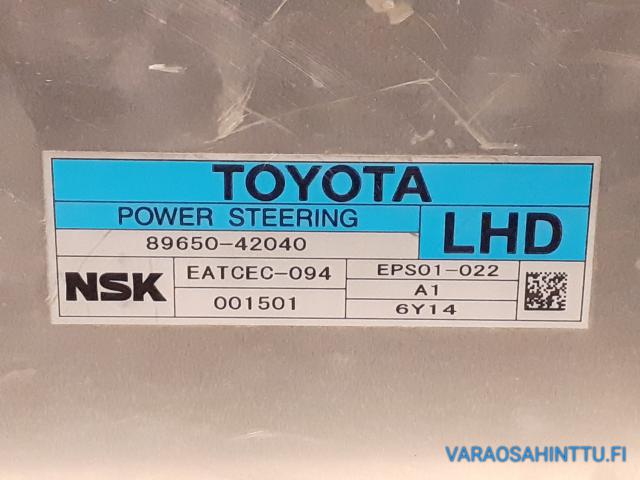 TOYOTA
POWER STEERING
LHD
89650-42040
NSK
EATCEC-094
EPS01-022
A1
001501
6Y14
VARAOSAHINTTU.FI